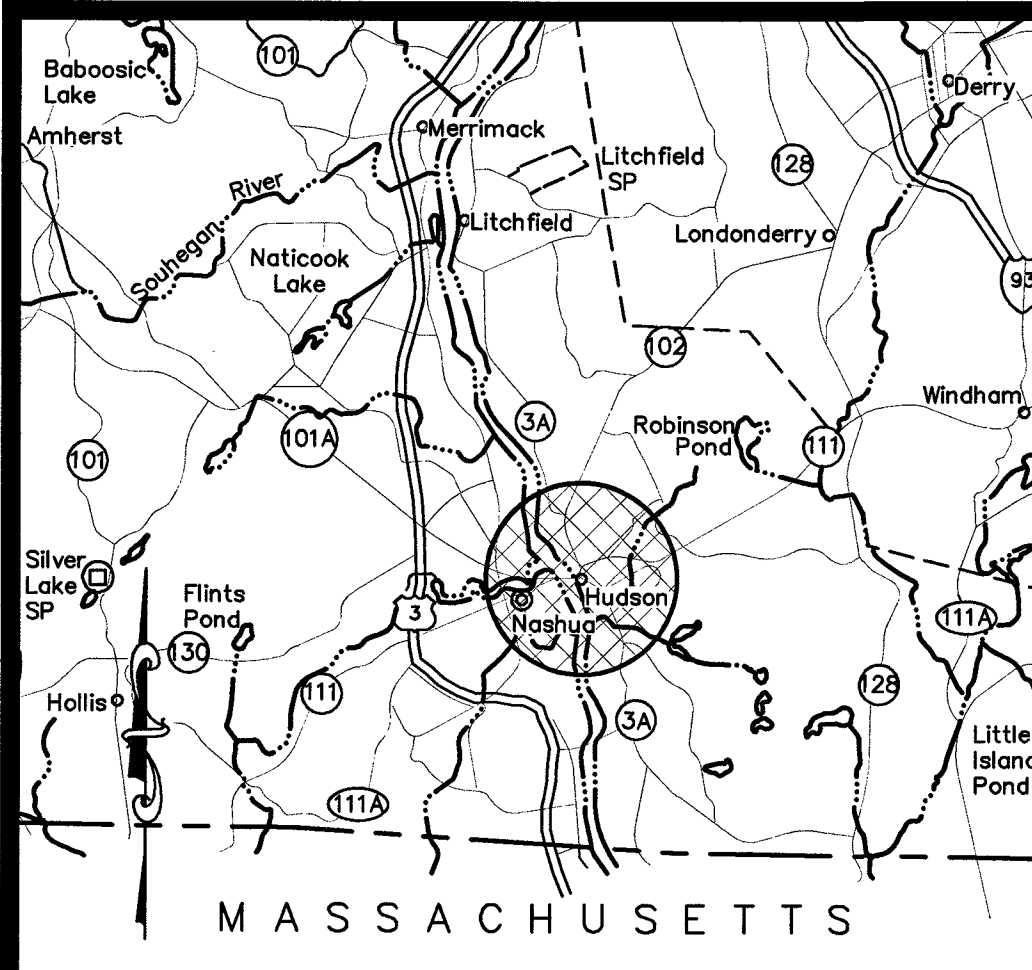 101
Baboosic
Lake
Derry
Amherst
Merrimack
Litchfield
SP
128
River
Souhegan
Litchfield
Londonderry
Naticook
Lake
93
102
Windham
3A
Robinson
Pond
101A
111
101
Silver
Lake
SP
Flints
Pond
3
Hudson
Nashua
111A
130
Hollis
111
128
3A
Little
Island
Pond
111A
MASSACHUSETTS